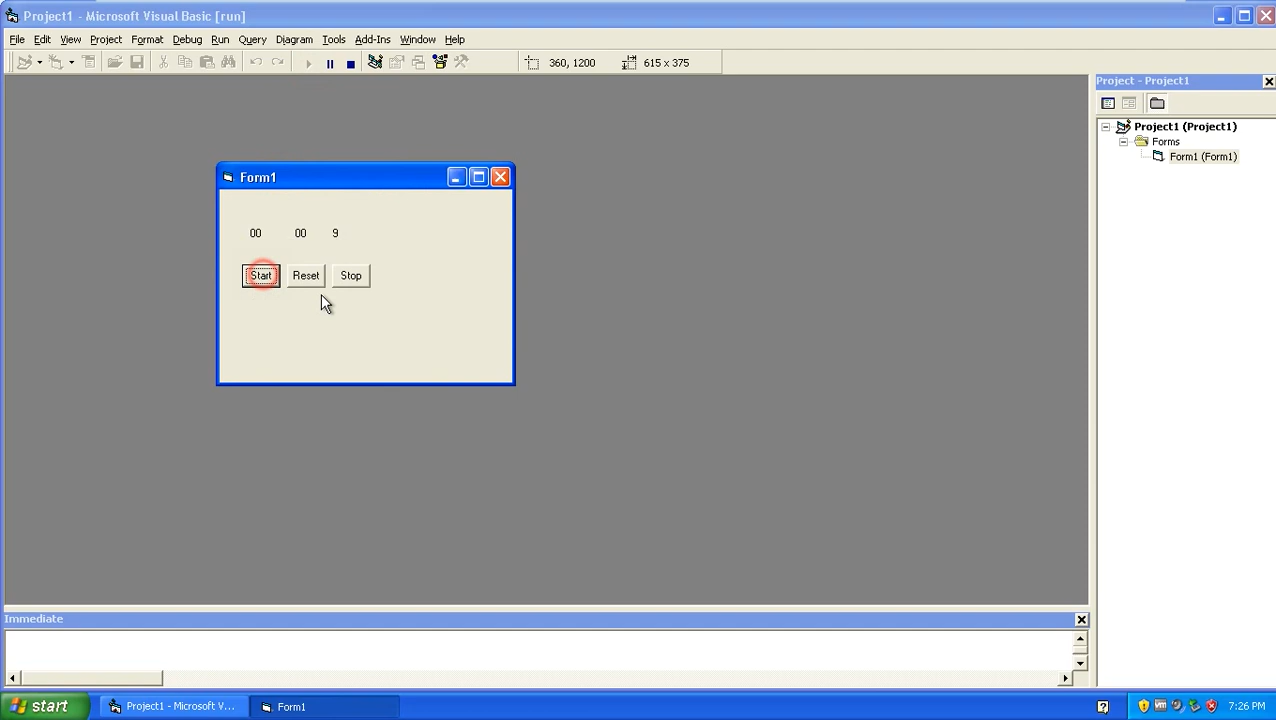 Project1 - Microsoft Visual Basic [run]
File Edit View Project Format Debug Run Query Diagram Tools Add-Ins Window Help
360, 1200 615 x 375
Project - Project1
Project1 (Project1)
Forms
Form1 (Form1)
Form1
00 00 9
Start Reset Stop
Immediate
start Project1 - Microsoft V... Form1 ? VM 7:26 PM